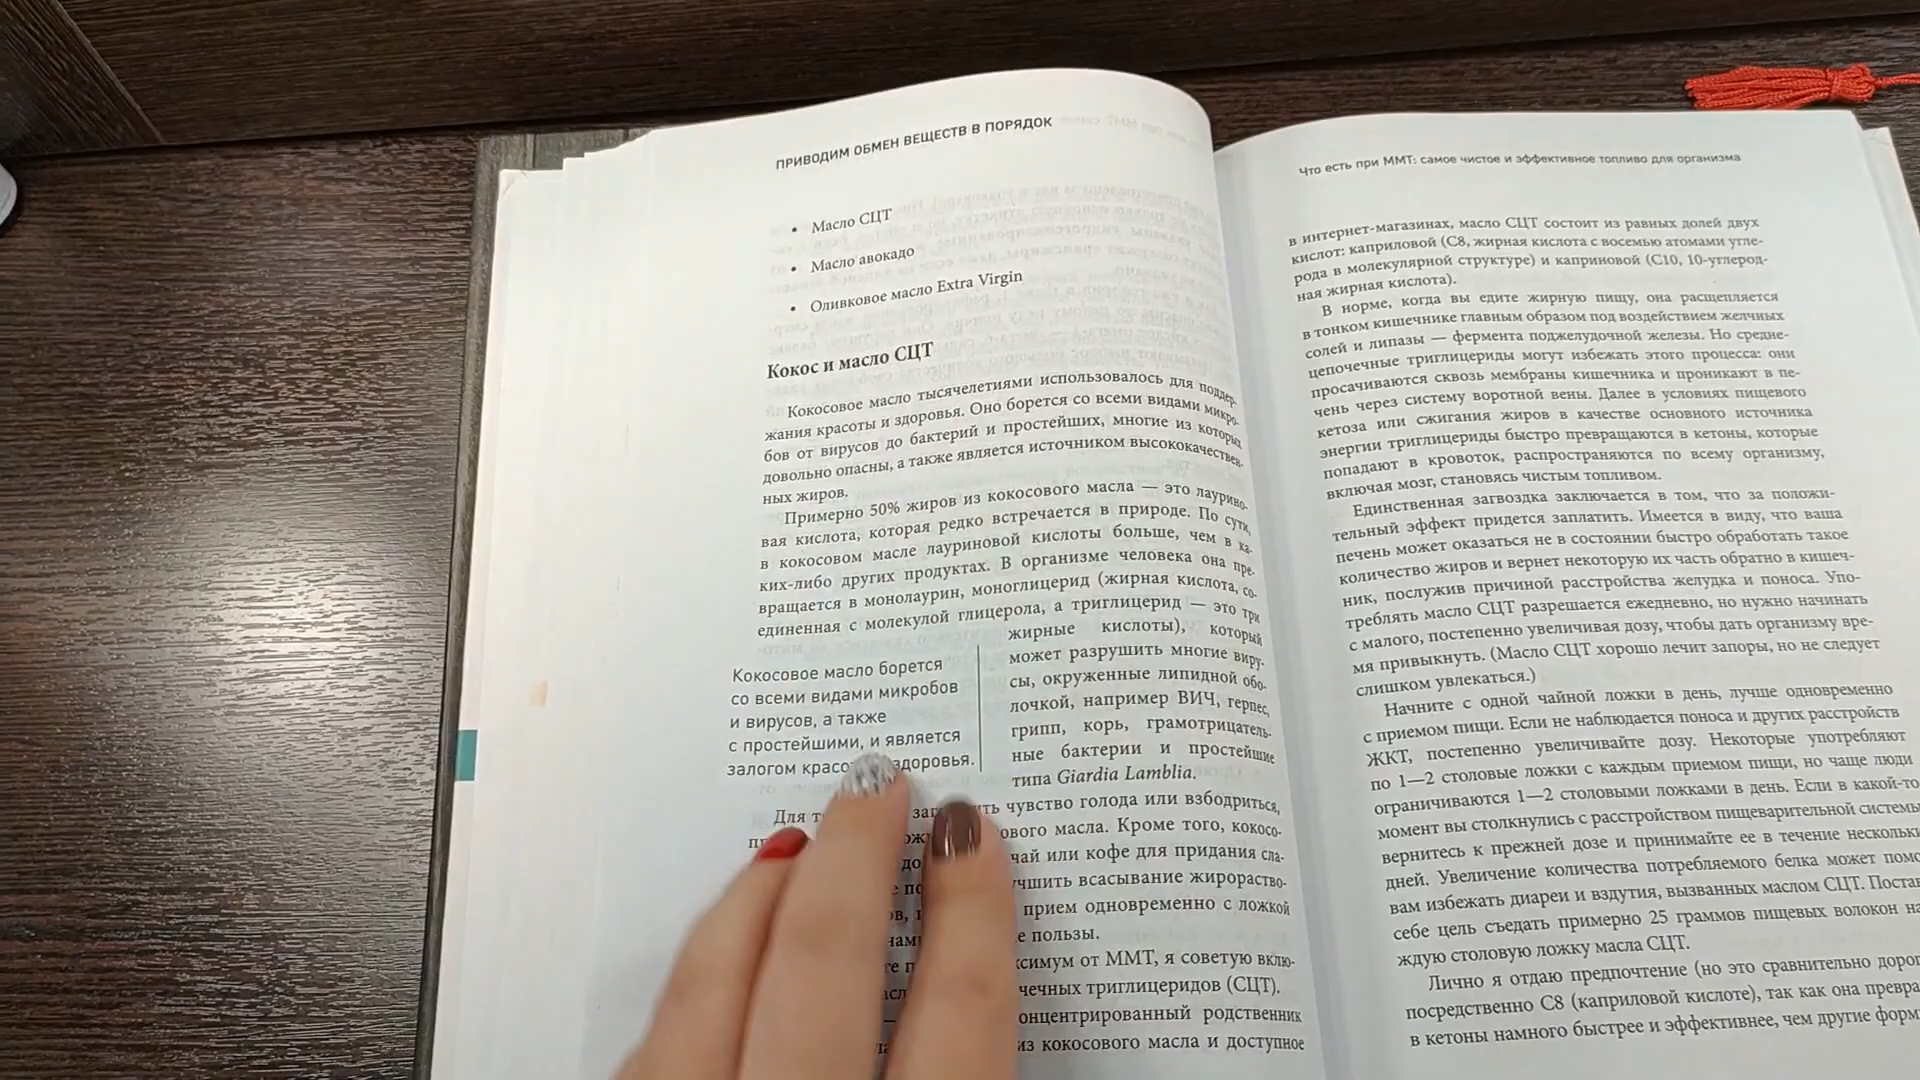 ПРИВОДИМ ОБМЕН ВЕЩЕСТВ В ПОРЯДОК
• Масло СЦТ
• Масло авокадо
• Оливковое масло Extra Virgin
Кокос и масло СЦТ
Кокосовое масло тысячелетиями использовалось для поддер-
жания красоты и здоровья. Оно борется со всеми видами микро-
бов от вирусов до бактерий и простейших, многие из которых
довольно опасны, а также является источником высококачествен-
ных жиров.
Примерно 50% жиров из кокосового масла — это лаурино-
вая кислота, которая редко встречается в природе. По сути,
в кокосовом масле лауриновой кислоты больше, чем в ка-
ких-либо других продуктах. В организме человека она пре-
вращается в монолаурин, моноглицерид (жирная кислота, со-
единенная с молекулой глицерола, а триглицерид — это три
жирные кислоты), который
может разрушить многие виру-
сы, окруженные липидной обо-
лочкой, например ВИЧ, герпес,
грипп, корь, грамотрицатель-
ные бактерии и простейшие
типа Giardia Lamblia.
Кокосовое масло борется
со всеми видами микробов
и вирусов, а также
с простейшими, и является
залогом здоровья.
Для чувство голода или взбодриться,
масла. Кроме того, кокосо-
чай или кофе для придания сла-
всасывание жирораство-
прием одновременно с ложкой
пользы.
от ММТ, я советую вклю-
триглицеридов (СЦТ).
— родственник
из кокосового масла и доступное
Что есть при ММТ: самое чистое и эффективное топливо для организма
в интернет-магазинах, масло СЦТ состоит из равных долей двух
кислот: каприловой (C8, жирная кислота с восемью атомами угле-
рода в молекулярной структуре) и каприновой (C10, 10-углерод-
ная жирная кислота).
В норме, когда вы едите жирную пищу, она расщепляется
в тонком кишечнике главным образом под воздействием желчных
солей и липазы — фермента поджелудочной железы. Но средне-
цепочечные триглицериды могут избежать этого процесса: они
просачиваются сквозь мембраны кишечника и проникают в пе-
чень через систему воротной вены. Далее в условиях пищевого
кетоза или сжигания жиров в качестве основного источника
энергии триглицериды быстро превращаются в кетоны, которые
попадают в кровоток, распространяются по всему организму,
включая мозг, становясь чистым топливом.
Единственная загвоздка заключается в том, что за положи-
тельный эффект придется заплатить. Имеется в виду, что ваша
печень может оказаться не в состоянии быстро обработать такое
количество жиров и вернет некоторую их часть обратно в кишеч-
ник, послужив причиной расстройства желудка и поноса. Упо-
треблять масло СЦТ разрешается ежедневно, но нужно начинать
с малого, постепенно увеличивая дозу, чтобы дать организму вре-
мя привыкнуть. (Масло СЦТ хорошо лечит запоры, но не следует
слишком увлекаться.)
Начните с одной чайной ложки в день, лучше одновременно
с приемом пищи. Если не наблюдается поноса и других расстройств
ЖКТ, постепенно увеличивайте дозу. Некоторые употребляют
по 1—2 столовые ложки с каждым приемом пищи, но чаще люди
ограничиваются 1—2 столовыми ложками в день. Если в какой-то
момент вы столкнулись с расстройством пищеварительной системы
вернитесь к прежней дозе и принимайте ее в течение
дней. Увеличение количества потребляемого белка может
вам избежать диареи и вздутия, вызванных маслом СЦТ.
себе цель съедать примерно 25 граммов пищевых волокон на
ждую столовую ложку масла СЦТ.
Лично я отдаю предпочтение (но это сравнительно
посредственно C8 (каприловой кислоте), так как она
в кетоны намного быстрее и эффективнее, чем другие